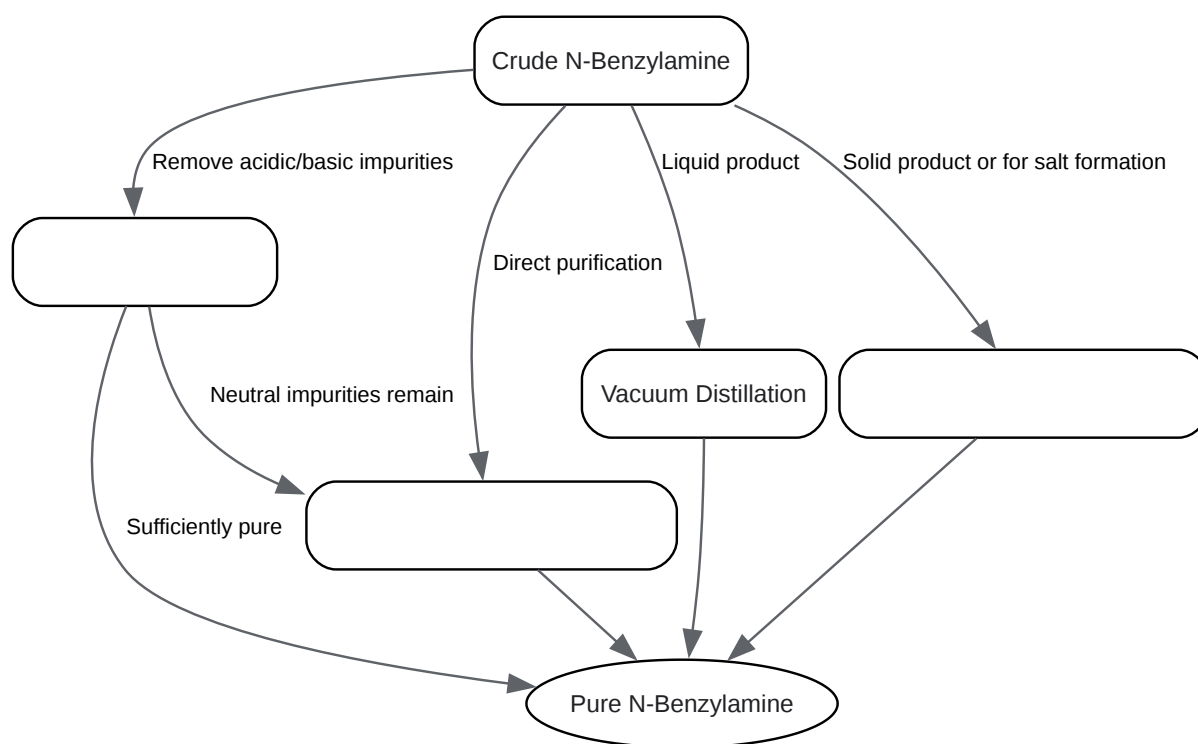 Crude N-Benzylamine
Remove acidic/basic impurities
Liquid product
Solid product or for salt formation
Direct purification
Neutral impurities remain
Vacuum Distillation
Sufficiently pure
Pure N-Benzylamine